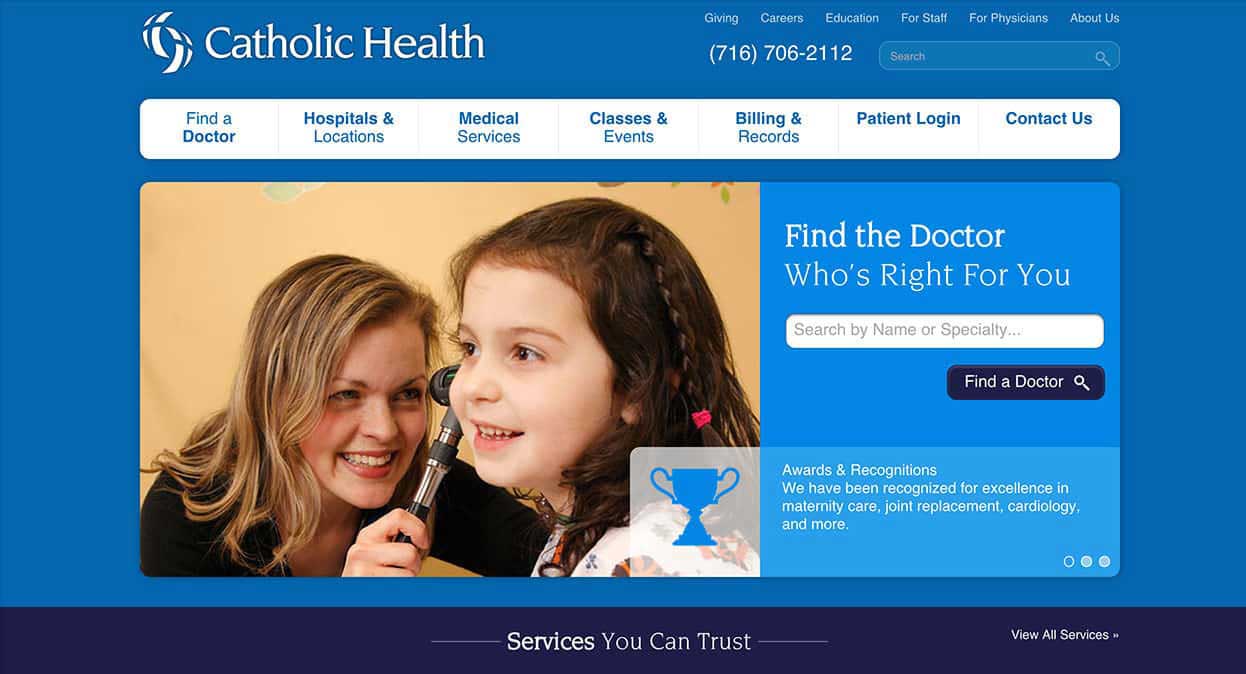 Giving Careers Education For Staff For Physicians About Us
Catholic Health
(716) 706-2112
Search
Find a
Doctor
Hospitals &
Locations
Medical
Services
Classes &
Events
Billing &
Records
Patient Login
Contact Us
Find the Doctor
Who's Right For You
Search by Name or Specialty...
Find a Doctor
Awards & Recognitions
We have been recognized for excellence in
maternity care, joint replacement, cardiology,
and more.
Services You Can Trust
View All Services »